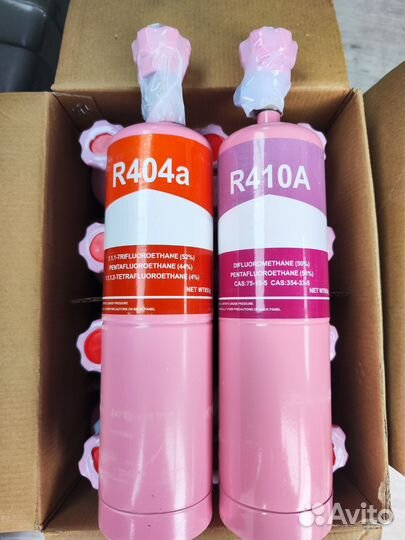 R404a
1,1,1-TRIFLUOROETHANE (52%)
PENTAFLUOROETHANE (44%)
1,1,1,2-TETRAFLUOROETHANE (4%)
NET WT
R410A
DIFLUOROMETHANE (50%)
PENTAFLUOROETHANE (50%)
CAS:75-10-5 CAS:354-33-6
NET WT
Avito